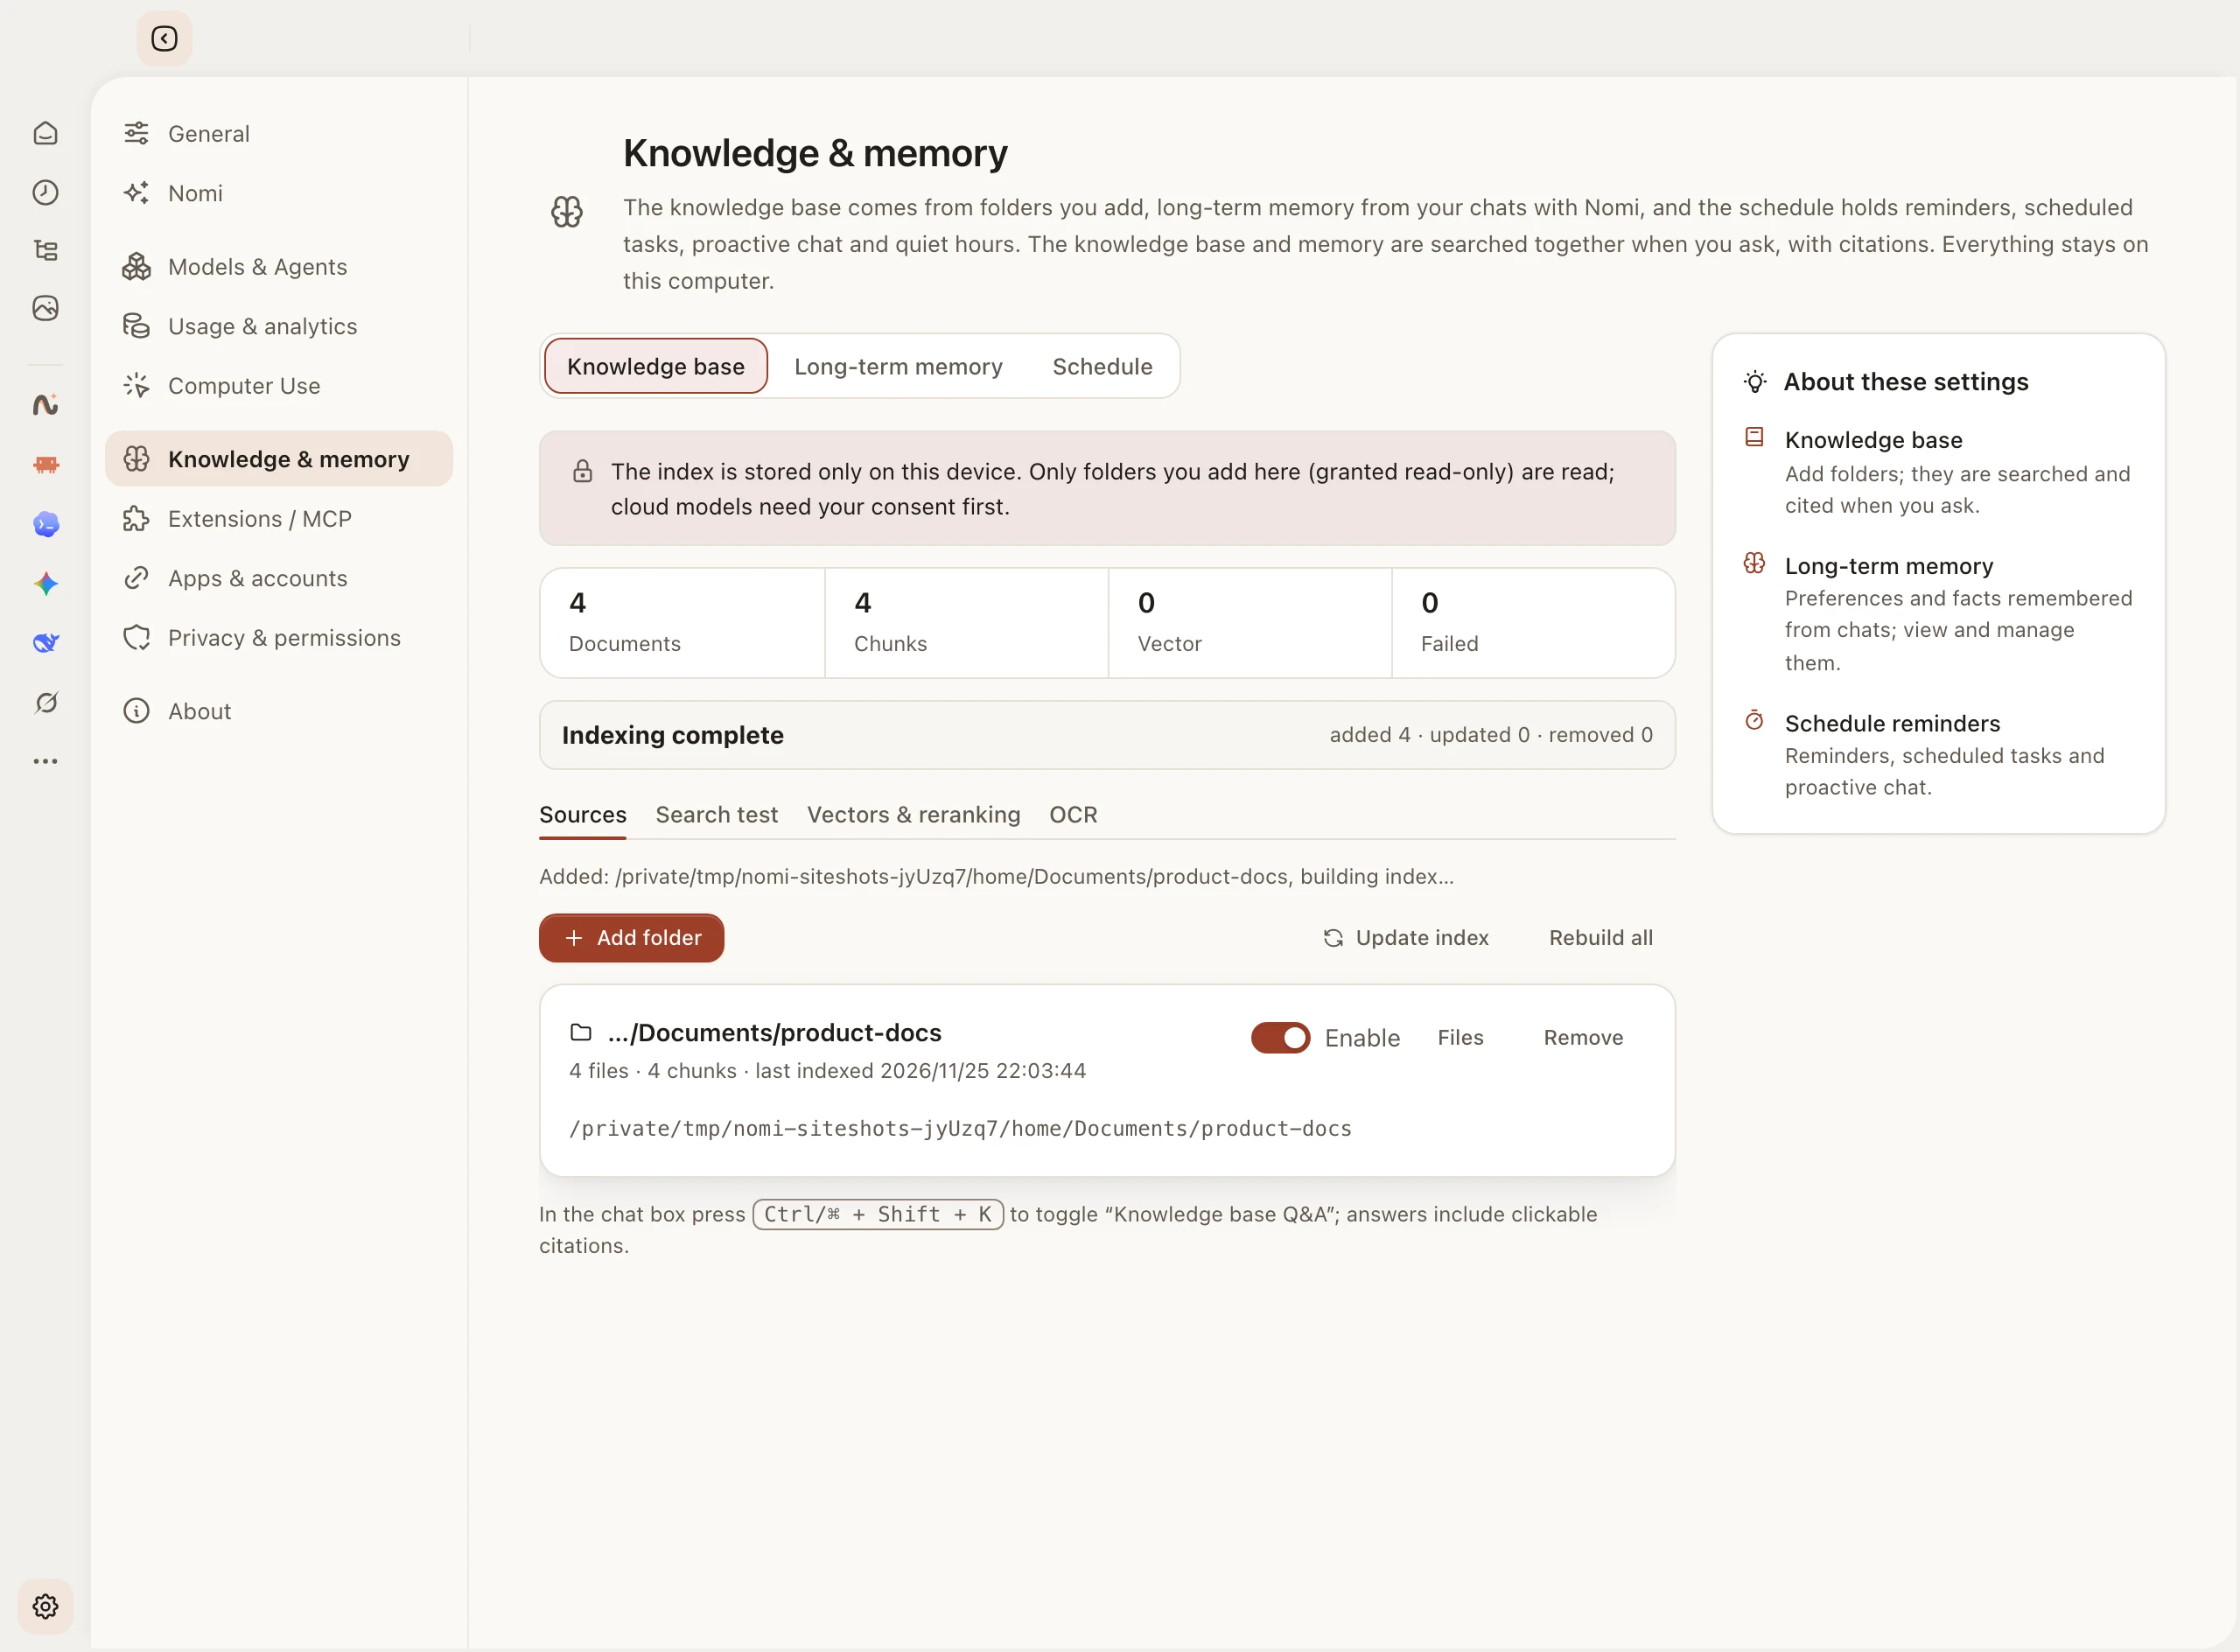 General
Nomi
Models & Agents
Usage & analytics
Computer Use
Knowledge & memory
Extensions / MCP
Apps & accounts
Privacy & permissions
About
Knowledge & memory
The knowledge base comes from folders you add, long-term memory from your chats with Nomi, and the schedule holds reminders, scheduled
tasks, proactive chat and quiet hours. The knowledge base and memory are searched together when you ask, with citations. Everything stays on
this computer.
Knowledge base
Long-term memory
Schedule
The index is stored only on this device. Only folders you add here (granted read-only) are read;
cloud models need your consent first.
4
Documents
4
Chunks
0
Vector
0
Failed
Indexing complete
added 4 · updated 0 · removed 0
Sources
Search test
Vectors & reranking
OCR
Added: /private/tmp/nomi-siteshots-jyUzq7/home/Documents/product-docs, building index...
Add folder
Update index
Rebuild all
.../Documents/product-docs
Enable
Files
Remove
4 files · 4 chunks · last indexed 2026/11/25 22:03:44
/private/tmp/nomi-siteshots-jyUzq7/home/Documents/product-docs
In the chat box press Ctrl/⌘ + Shift + K to toggle “Knowledge base Q&A”; answers include clickable
citations.
About these settings
Knowledge base
Add folders; they are searched and
cited when you ask.
Long-term memory
Preferences and facts remembered
from chats; view and manage
them.
Schedule reminders
Reminders, scheduled tasks and
proactive chat.